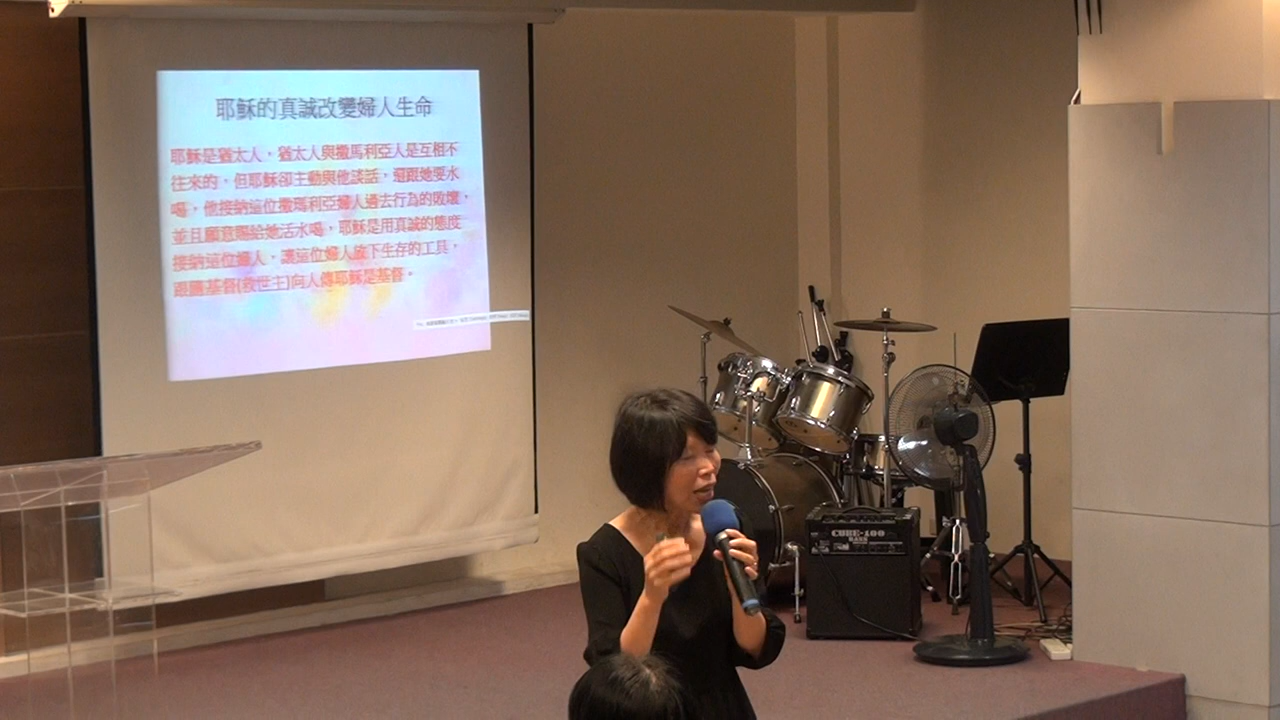 耶穌的真誠改變婦人生命
耶穌是猶太人，猶太人與撒馬利亞人是互相不
往來的，但耶穌卻主動與他談話，還跟她要水
喝，他接納這位撒瑪利亞婦人過去行為的敗壞，
並且願意賜給她活水喝，耶穌是用真誠的態度
接納這位婦人，讓這位婦人放下生存的工具，
跟隨基督(救世主)向人傳耶穌是基督。
CUBE-100
BASS